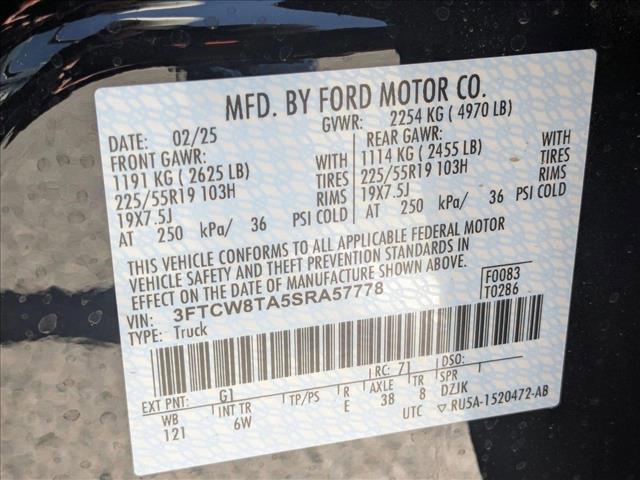 MFD. BY FORD MOTOR CO.
DATE: 02/25 GVWR: 2254 KG ( 4970 LB)
FRONT GAWR: WITH REAR GAWR: WITH
1191 KG ( 2625 LB) TIRES 1114 KG ( 2455 LB) TIRES
225/55R19 103H RIMS 225/55R19 103H RIMS
19X7.5J 19X7.5J
AT 250 kPa/ 36 PSI COLD AT 250 kPa/ 36 PSI COLD
THIS VEHICLE CONFORMS TO ALL APPLICABLE FEDERAL MOTOR
VEHICLE SAFETY AND THEFT PREVENTION STANDARDS IN
EFFECT ON THE DATE OF MANUFACTURE SHOWN ABOVE.
F0083
T0286
VIN: 3FTCW8TA5SRA57778
TYPE: Truck
EXT PNT: G1 RC: 71 DSO:
WB INT TR TP/PS R AXLE TR SPR
121 6W E 38 8 DZJK
UTC ▽ RU5A-1520472-AB